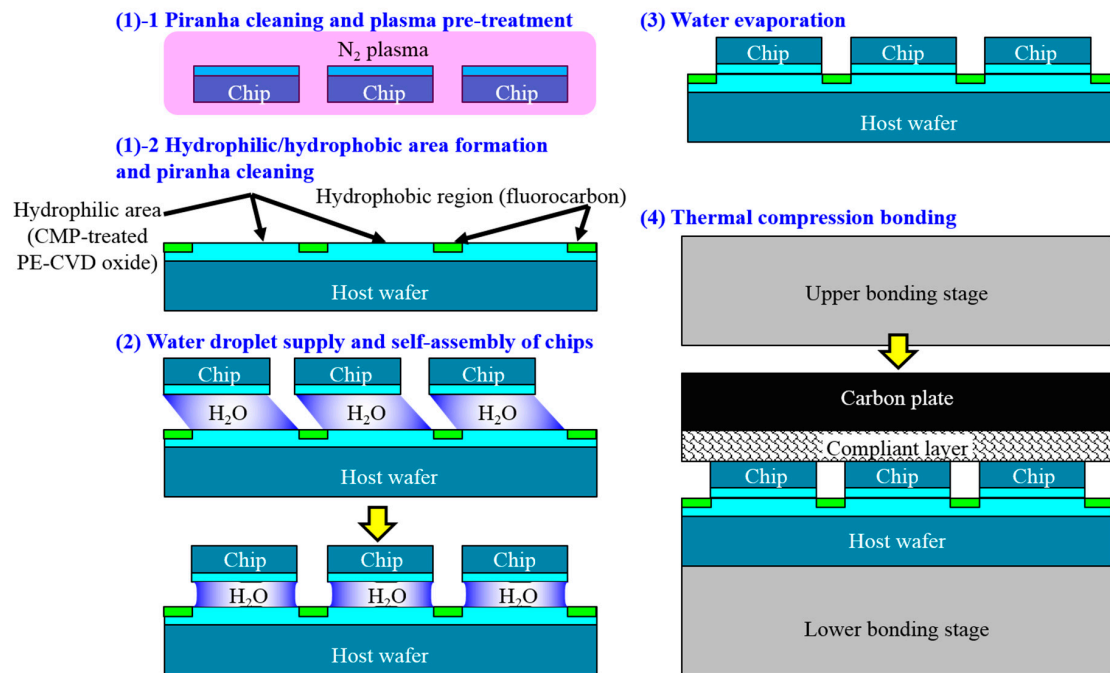 (1)-1 Piranha cleaning and plasma pre-treatment
N₂ plasma
Chip Chip Chip
(1)-2 Hydrophilic/hydrophobic area formation
and piranha cleaning
Hydrophobic region (fluorocarbon)
Hydrophilic area
(CMP-treated
PE-CVD oxide)
Host wafer
(2) Water droplet supply and self-assembly of chips
Chip Chip Chip
H₂O H₂O H₂O
Host wafer
Chip Chip Chip
H₂O H₂O H₂O
Host wafer
(3) Water evaporation
Chip Chip Chip
Host wafer
(4) Thermal compression bonding
Upper bonding stage
Carbon plate
Compliant layer
Chip Chip Chip
Host wafer
Lower bonding stage